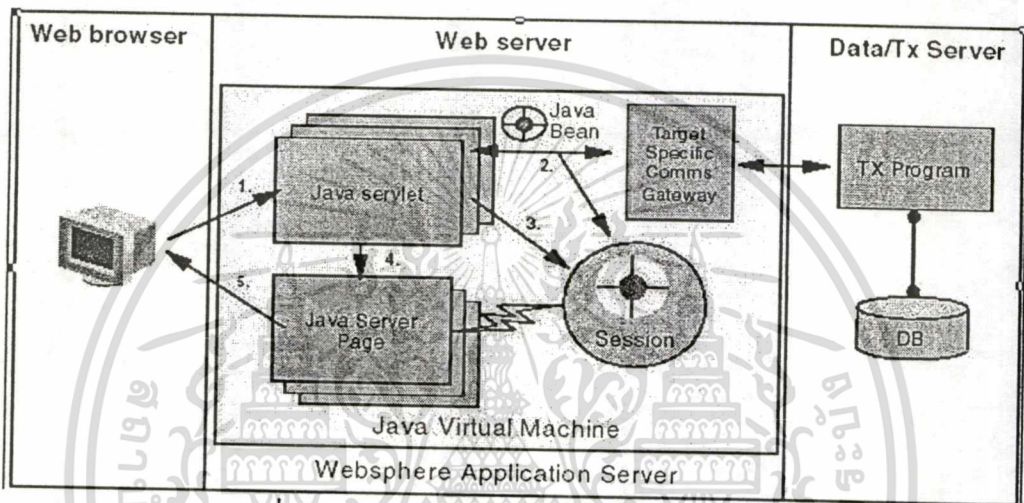 Web browser
Web server
Data/Tx Server
Java
Bean
Target
Specific
Comms
Gateway
TX Program
1.
Java servlet
2.
3.
4.
5.
Java Server
Page
Session
DB
Java Virtual Machine
Websphere Application Server